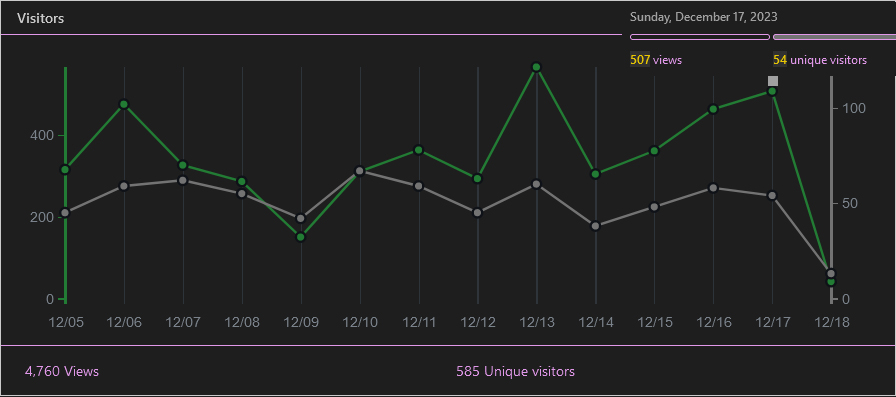 Visitors
Sunday, December 17, 2023
507 views
54 unique visitors
400
200
0
100
50
0
12/05 12/06 12/07 12/08 12/09 12/10 12/11 12/12 12/13 12/14 12/15 12/16 12/17 12/18
4,760 Views
585 Unique visitors